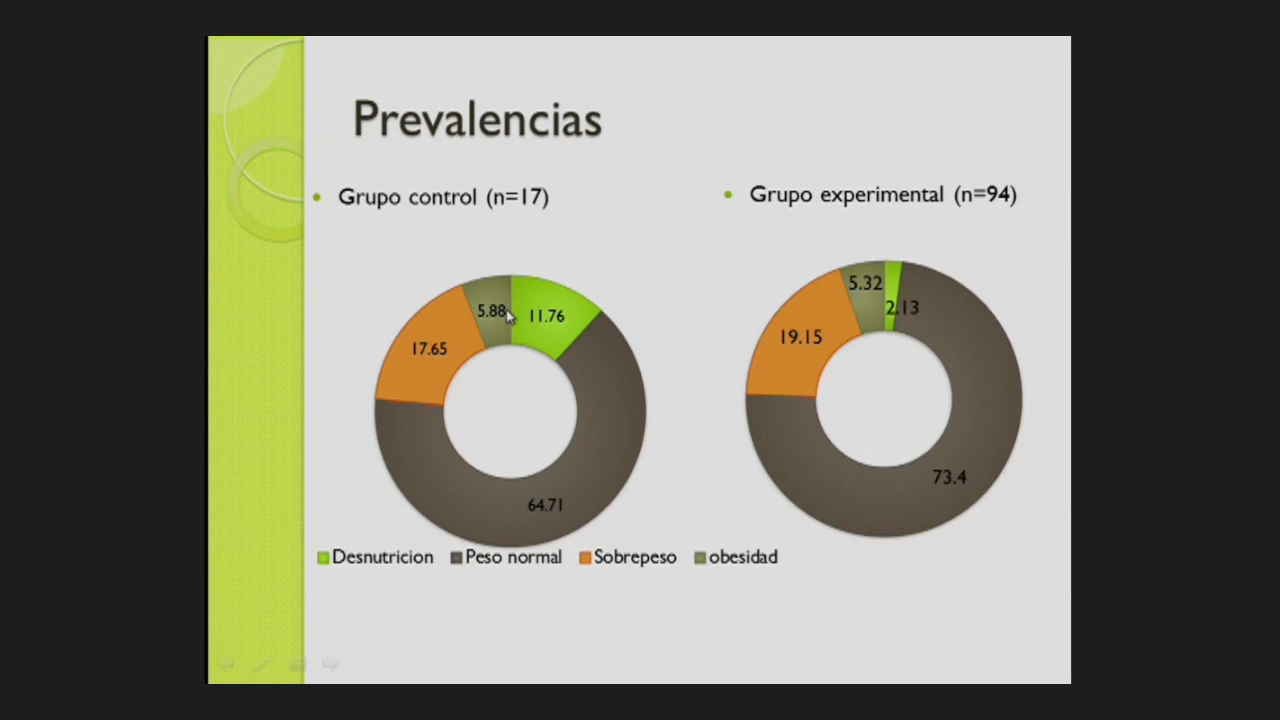 Prevalencias
Grupo control (n=17)
Grupo experimental (n=94)
5.88
11.76
17.65
64.71
5.32
2.13
19.15
73.4
Desnutricion Peso normal Sobrepeso obesidad